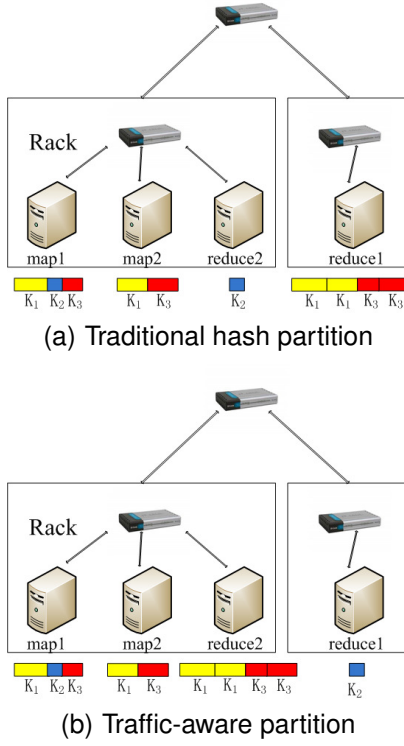 Rack
map1 map2 reduce2 reduce1
K₁ K₂ K₃ K₁ K₃ K₂ K₁ K₁ K₃ K₃
(a) Traditional hash partition
Rack
map1 map2 reduce2 reduce1
K₁ K₂ K₃ K₁ K₃ K₁ K₁ K₃ K₃ K₂
(b) Traffic-aware partition